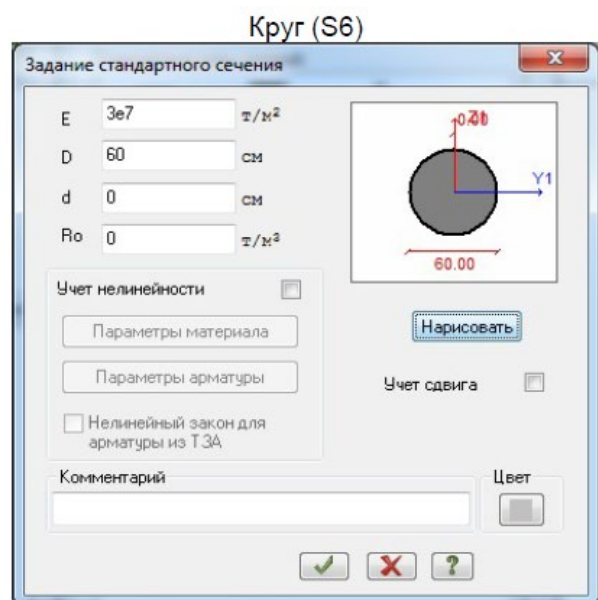 Круг (S6)
Задание стандартного сечения
E 3e7 т/м²
D 60 см
d 0 см
Ro 0 т/м³
Y1
60.00
Учет нелинейности
Параметры материала
Параметры арматуры
Нелинейный закон для
арматуры из ТЗА
Нарисовать
Учет сдвига
Комментарий
Цвет